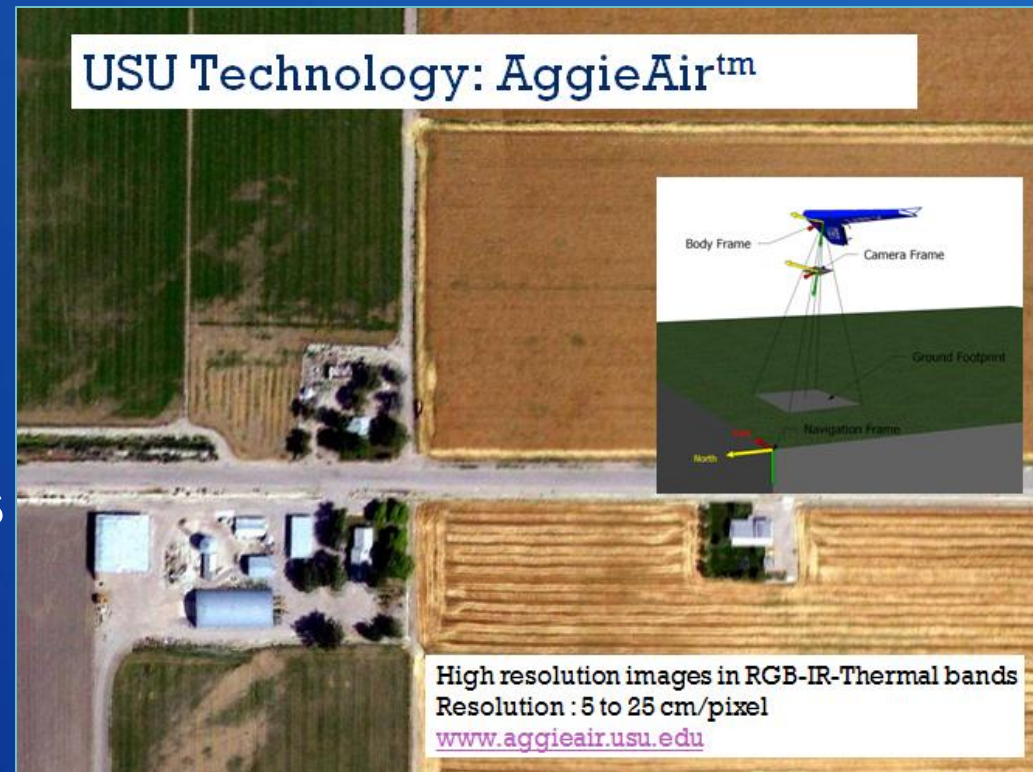 USU Technology: AggieAir™
Body Frame
Camera Frame
Ground Footprint
Navigation Frame
North
High resolution images in RGB-IR-Thermal bands
Resolution : 5 to 25 cm/pixel
www.aggieair.usu.edu